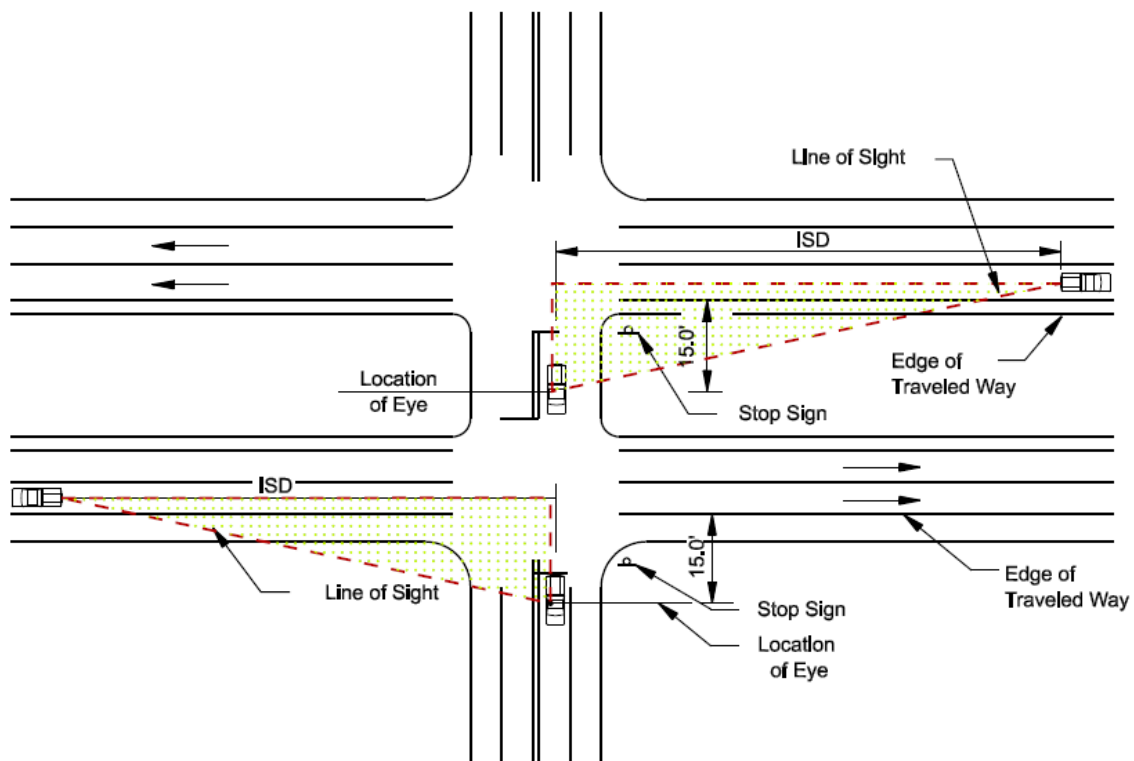 Line of Sight
ISD
15.0'
Location
of Eye
Edge of
Traveled Way
Stop Sign
ISD
15.0'
Line of Sight
Edge of
Traveled Way
Stop Sign
Location
of Eye